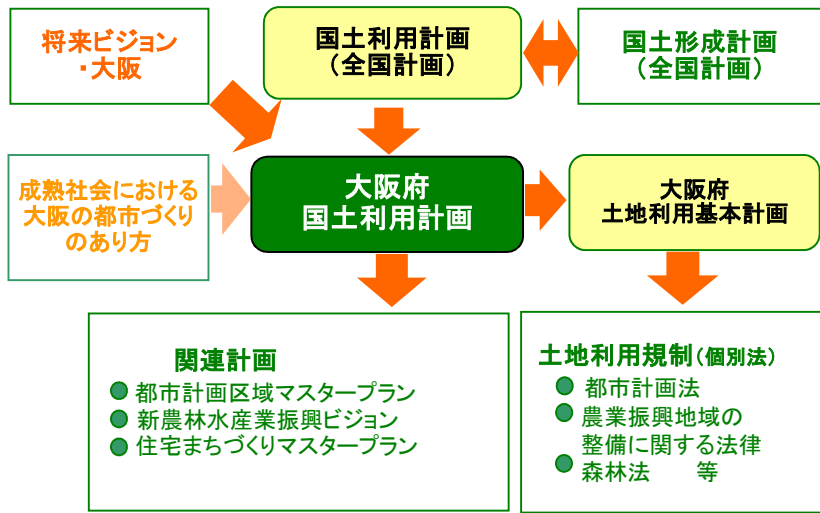 将来ビジョン
・大阪
国土利用計画
（全国計画）
国土形成計画
（全国計画）
成熟社会における
大阪の都市づくり
のあり方
大阪府
国土利用計画
大阪府
土地利用基本計画
関連計画
都市計画区域マスタープラン
新農林水産業振興ビジョン
住宅まちづくりマスタープラン
土地利用規制（個別法）
都市計画法
農業振興地域の
整備に関する法律
森林法　　等